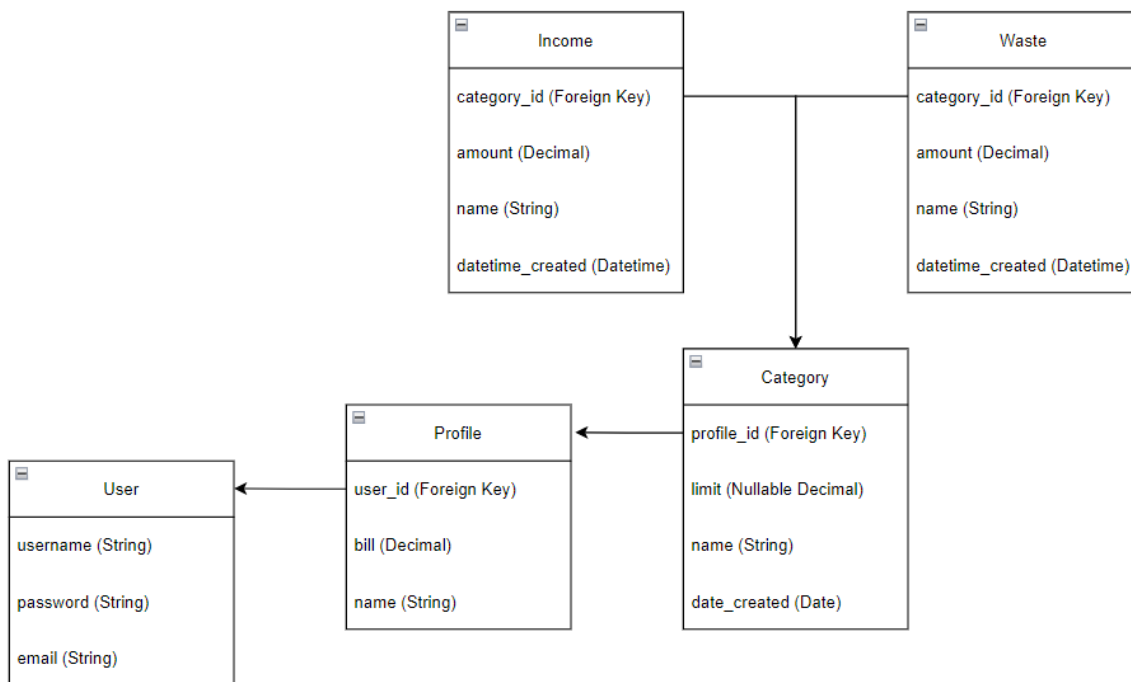 Income
category_id (Foreign Key)
amount (Decimal)
name (String)
datetime_created (Datetime)
Waste
category_id (Foreign Key)
amount (Decimal)
name (String)
datetime_created (Datetime)
Category
profile_id (Foreign Key)
limit (Nullable Decimal)
name (String)
date_created (Date)
Profile
user_id (Foreign Key)
bill (Decimal)
name (String)
User
username (String)
password (String)
email (String)